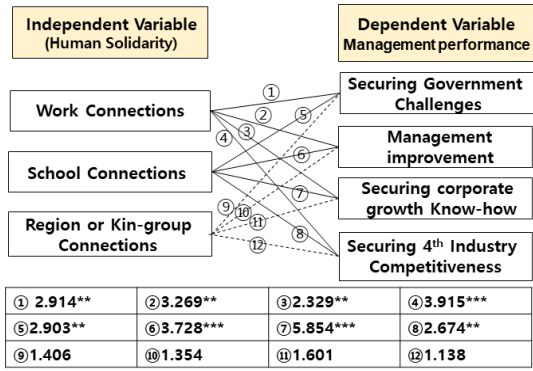 Independent Variable
(Human Solidarity)
Dependent Variable
Management performance
Work Connections
School Connections
Region or Kin-group
Connections
①
②
③
④
⑤
⑥
⑦
⑧
⑨
⑩
⑪
⑫
Securing Government
Challenges
Management
improvement
Securing corporate
growth Know-how
Securing 4th Industry
Competitiveness
① 2.914** ②3.269** ③2.329** ④3.915***
⑤2.903** ⑥3.728*** ⑦5.854*** ⑧2.674**
⑨1.406 ⑩1.354 ⑪1.601 ⑫1.138